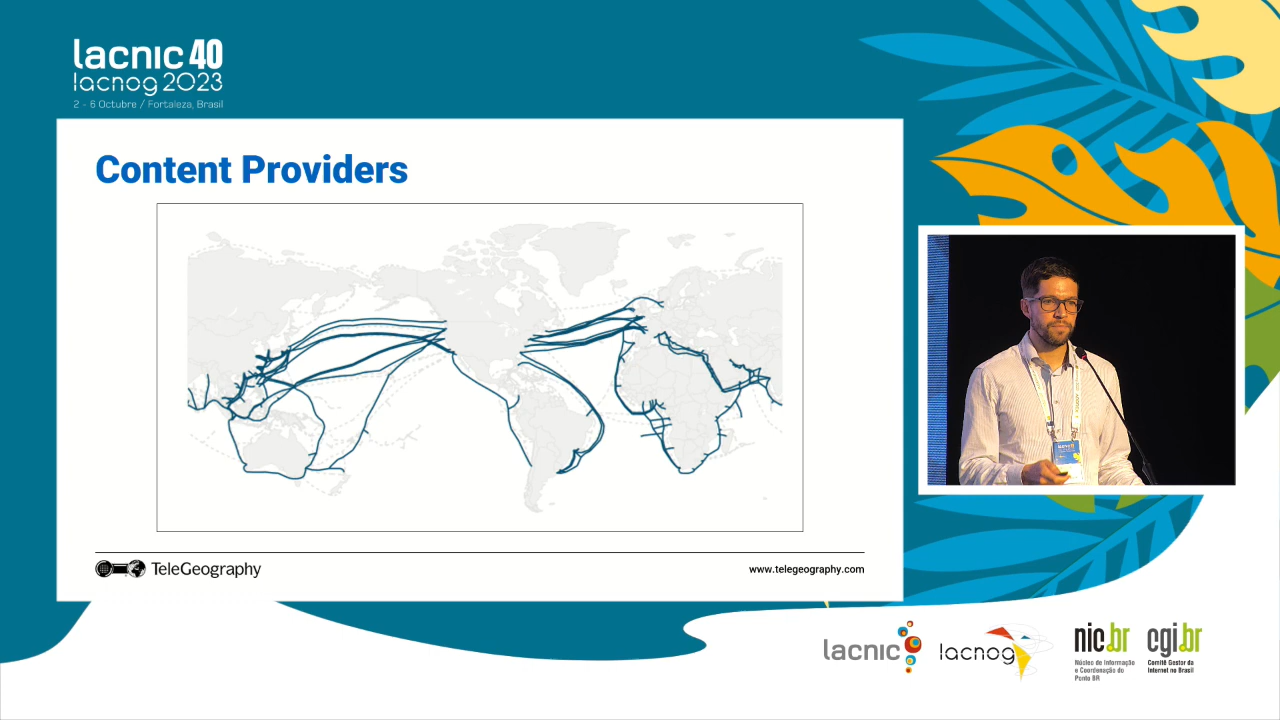 lacnic 40
lacnog 2023
2 - 6 Octubre / Fortaleza, Brasil
Content Providers
TeleGeography
www.telegeography.com
lacnic
lacnog
nic.br
Núcleo de Informação
e Coordenação do
Ponto BR
cgi.br
Comitê Gestor da
Internet no Brasil